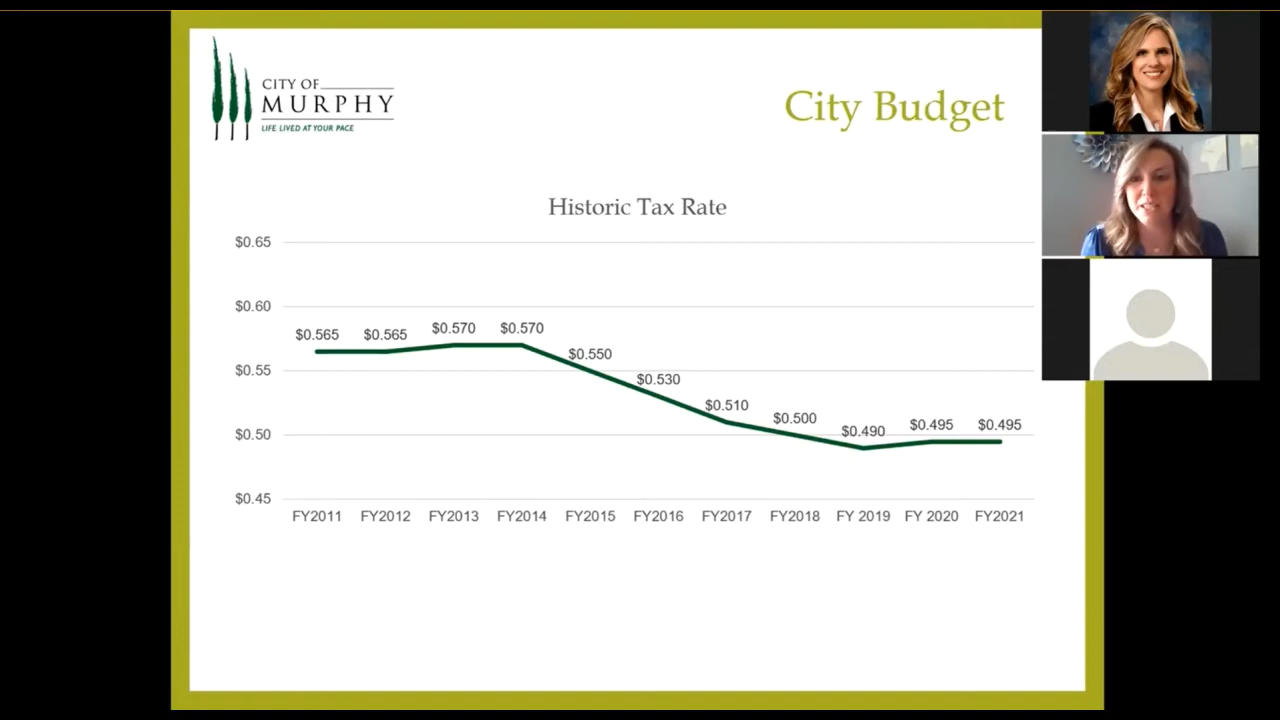 CITY OF
MURPHY
LIFE LIVED AT YOUR PACE
City Budget
Historic Tax Rate
$0.65
$0.60
$0.55
$0.50
$0.45
$0.565 $0.565 $0.570 $0.570 $0.550 $0.530 $0.510 $0.500 $0.490 $0.495 $0.495
FY2011 FY2012 FY2013 FY2014 FY2015 FY2016 FY2017 FY2018 FY 2019 FY 2020 FY2021